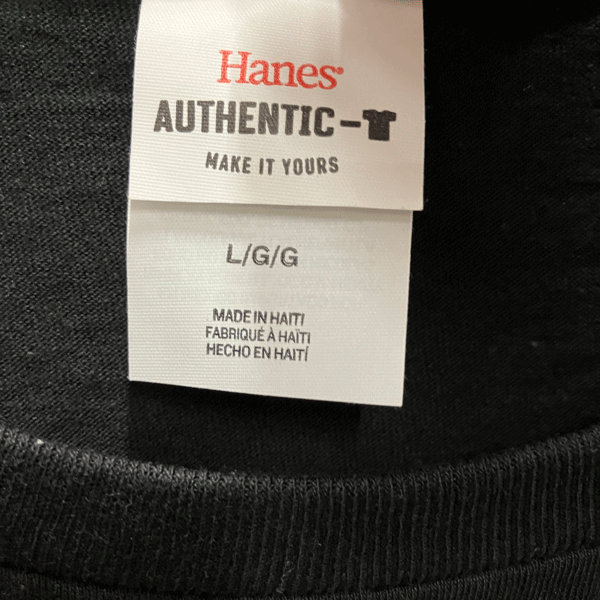 Hanes
AUTHENTIC-
MAKE IT YOURS
L/G/G
MADE IN HAITI
FABRIQUÉ À HAÏTI
HECHO EN HAITÍ